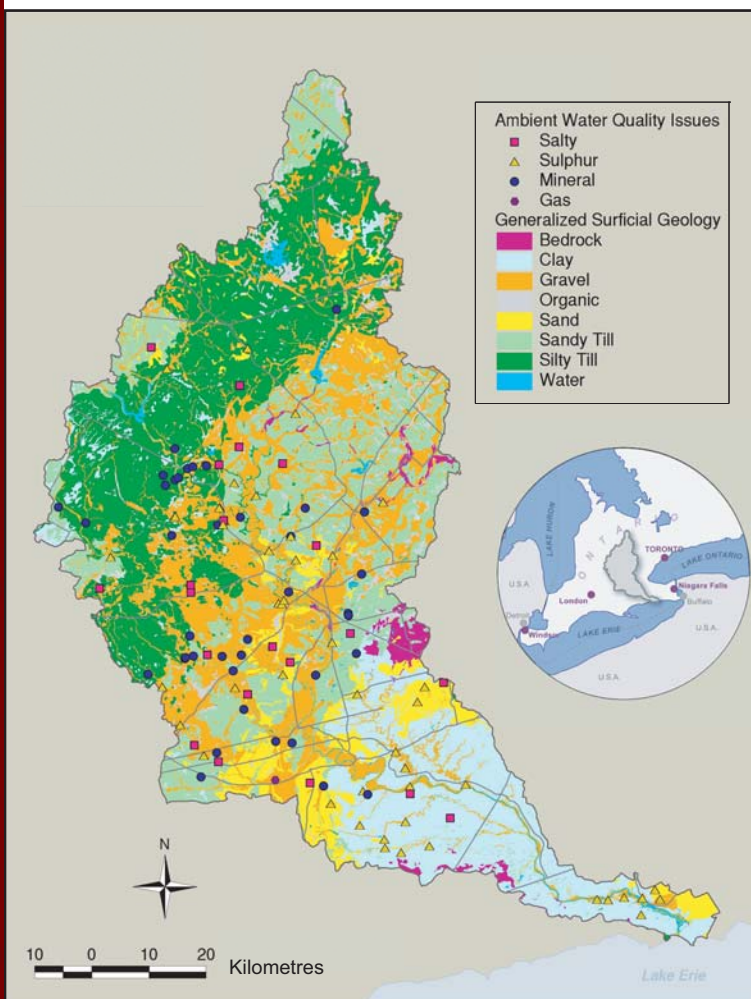 Ambient Water Quality Issues
Salty
Sulphur
Mineral
Gas
Generalized Surficial Geology
Bedrock
Clay
Gravel
Organic
Sand
Sandy Till
Silty Till
Water
LAKE HURON
ONTARIO
TORONTO
LAKE ONTARIO
Niagara Falls
Buffalo
London
U.S.A.
Detroit
Windsor
LAKE ERIE
U.S.A.
U.S.A.
N
10 0 10 20 Kilometres
Lake Erie